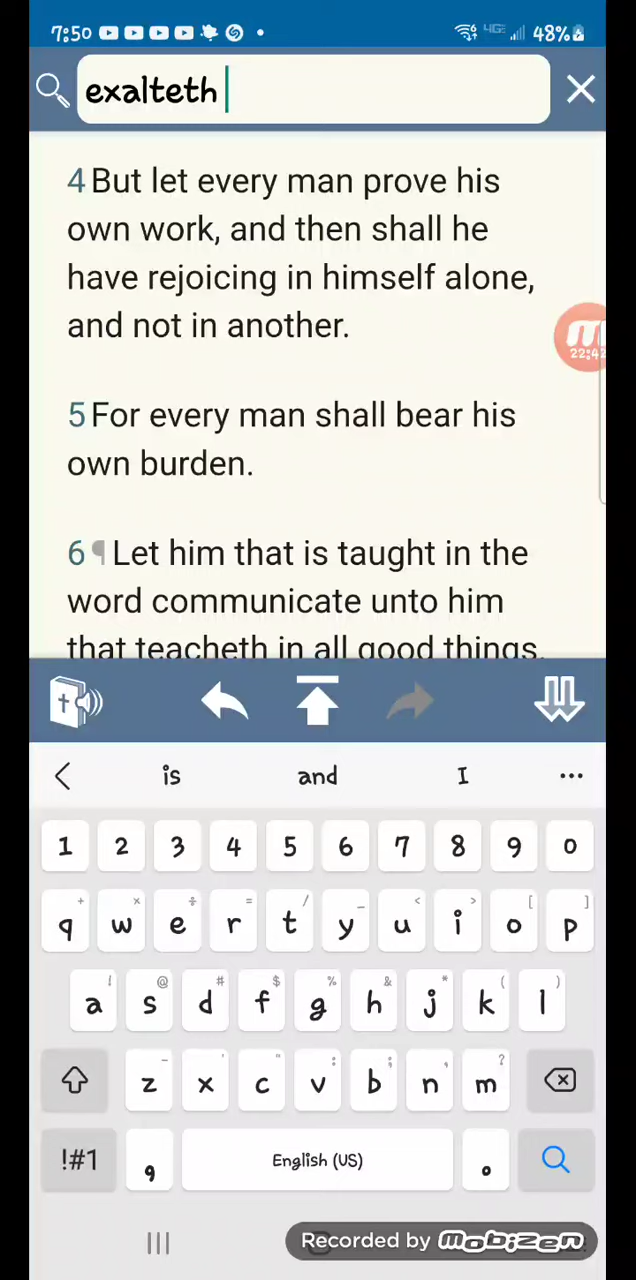 7:50 48%
exalteth
4 But let every man prove his
own work, and then shall he
have rejoicing in himself alone,
and not in another.
22:42
5 For every man shall bear his
own burden.
6 ¶ Let him that is taught in the
word communicate unto him
that teacheth in all good things.
is and I ...
1 2 3 4 5 6 7 8 9 0
q w e r t y u i o p
a s d f g h j k l
z x c v b n m
!#1 , English (US) .
Recorded by mobizen